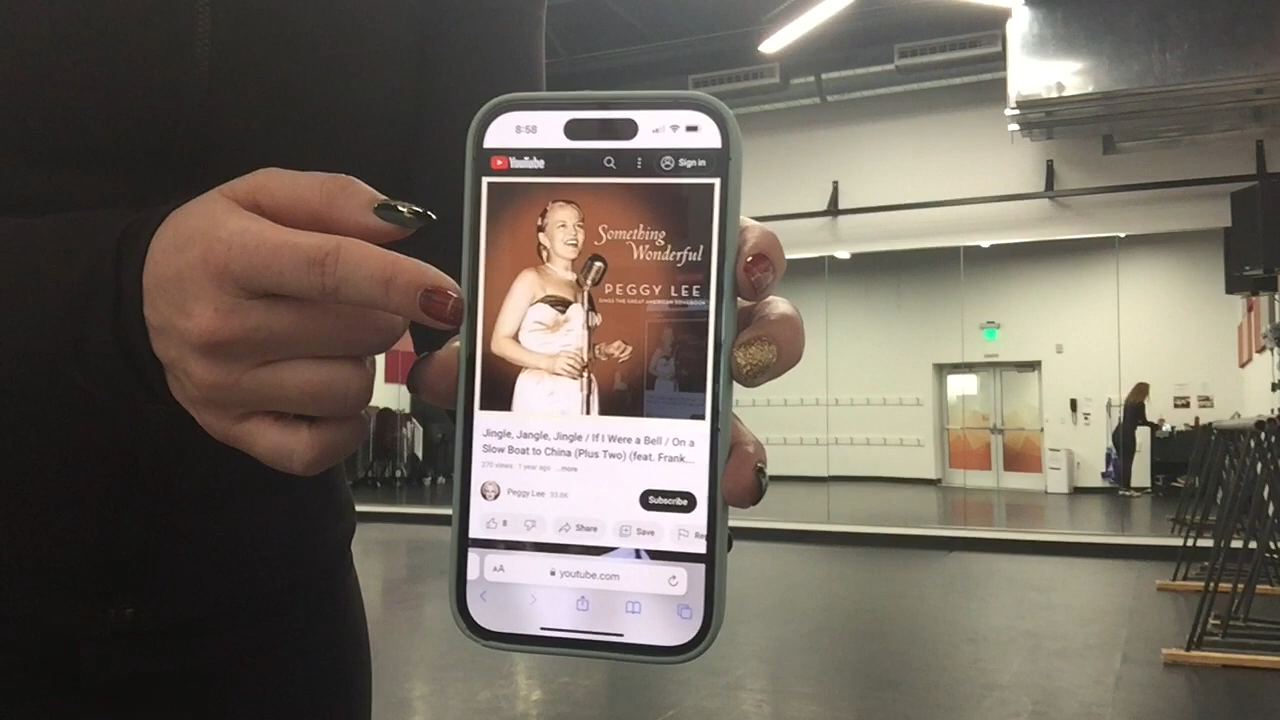 8:58
YouTube
Sign in
Something
Wonderful
PEGGY LEE
SINGS THE GREAT AMERICAN SONGBOOK
Jingle, Jangle, Jingle / If I Were a Bell / On a
Slow Boat to China (Plus Two) (feat. Frank...
270 views 1 year ago ...more
Peggy Lee 33.8K
Subscribe
8
Share
Save
AA
youtube.com